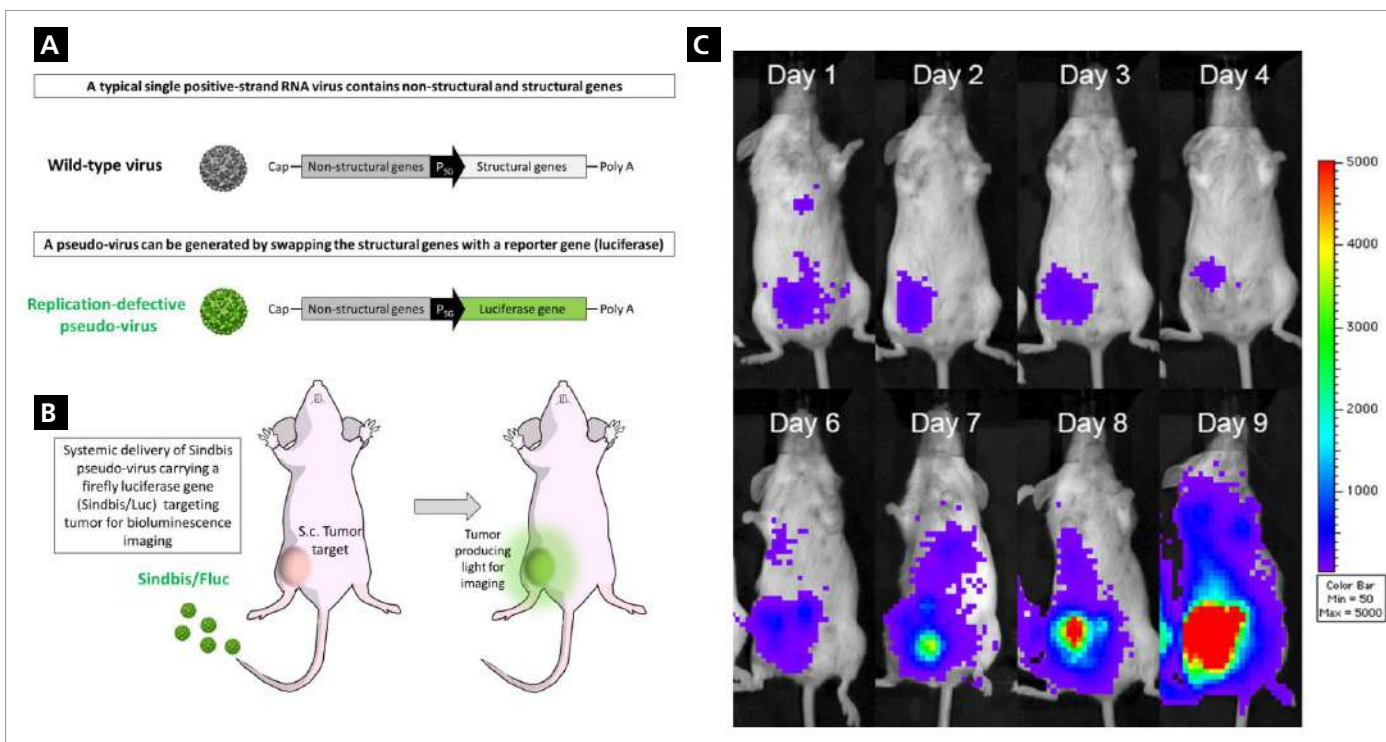 A
A typical single positive-strand RNA virus contains non-structural and structural genes
Wild-type virus
Cap
Non-structural genes
P_SG
Structural genes
Poly A
A pseudo-virus can be generated by swapping the structural genes with a reporter gene (luciferase)
Replication-defective
pseudo-virus
Cap
Non-structural genes
P_SG
Luciferase gene
Poly A
B
Systemic delivery of Sindbis
pseudo-virus carrying a
firefly luciferase gene
(Sindbis/Luc) targeting
tumor for bioluminescence
imaging
Sindbis/Fluc
S.c. Tumor
target
Tumor
producing
light for
imaging
C
Day 1
Day 2
Day 3
Day 4
Day 6
Day 7
Day 8
Day 9
5000
4000
3000
2000
1000
Color Bar
Min = 50
Max = 5000